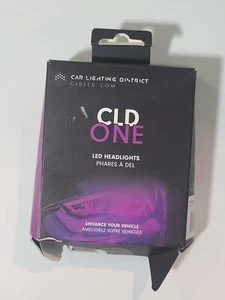 CAR LIGHTING DISTRICT
CLDLED.COM
CLD
ONE
LED HEADLIGHTS
PHARES À DEL
ENHANCE YOUR VEHICLE
AMÉLIOREZ VOTRE VÉHICULE